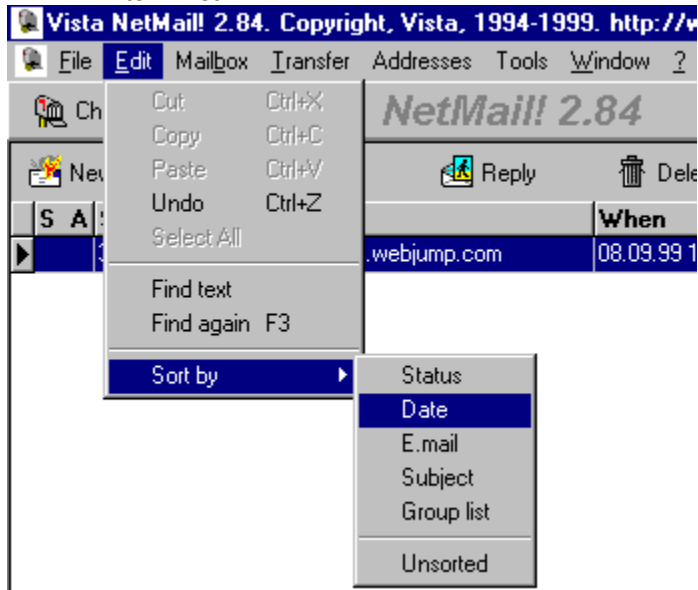 Vista NetMail! 2.84. Copyright, Vista, 1994-1999. http://
File Edit Mailbox Transfer Addresses Tools Window ?
NetMail! 2.84
Reply
S A When
.webjump.com 08.09.99
Cut Ctrl+X
Copy Ctrl+C
Paste Ctrl+V
Undo Ctrl+Z
Select All
Find text
Find again F3
Sort by
Status
Date
E.mail
Subject
Group list
Unsorted